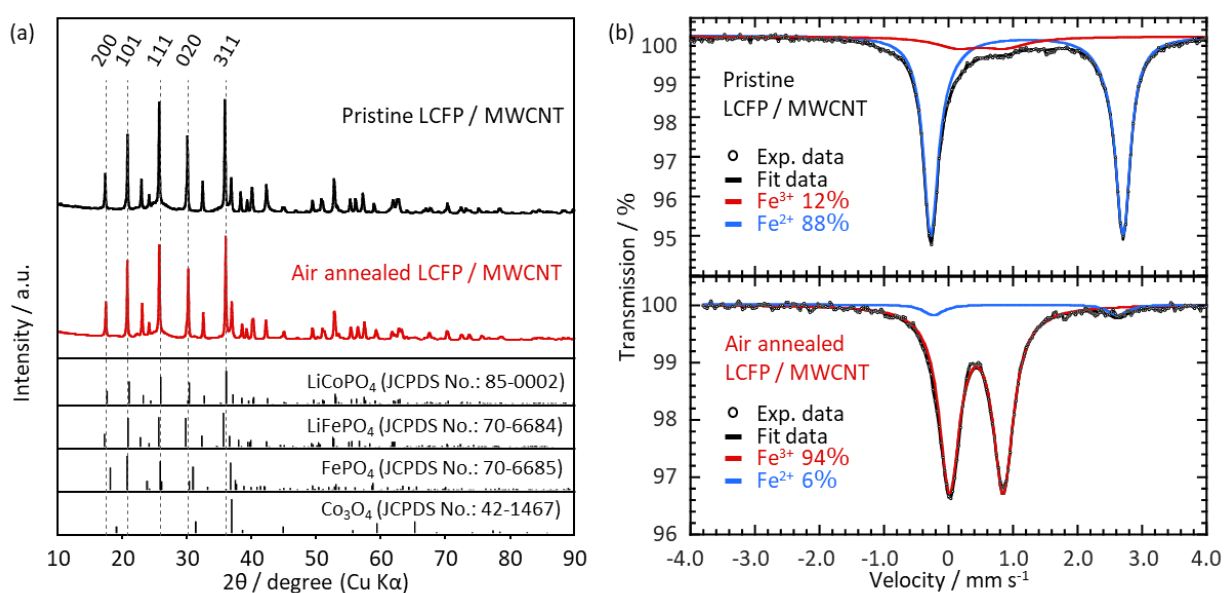 (a)
200
101
111
020
311
Pristine LCFP / MWCNT
Air annealed LCFP / MWCNT
LiCoPO₄ (JCPDS No.: 85-0002)
LiFePO₄ (JCPDS No.: 70-6684)
FePO₄ (JCPDS No.: 70-6685)
Co₃O₄ (JCPDS No.: 42-1467)
Intensity / a.u.
10 20 30 40 50 60 70 80 90
2θ / degree (Cu Kα)
(b)
100
99
98
97
96
95
Pristine
LCFP / MWCNT
Exp. data
Fit data
Fe³⁺ 12%
Fe²⁺ 88%
Transmission / %
100
99
98
97
96
Air annealed
LCFP / MWCNT
Exp. data
Fit data
Fe³⁺ 94%
Fe²⁺ 6%
-4.0 -3.0 -2.0 -1.0 0 1.0 2.0 3.0 4.0
Velocity / mm s⁻¹